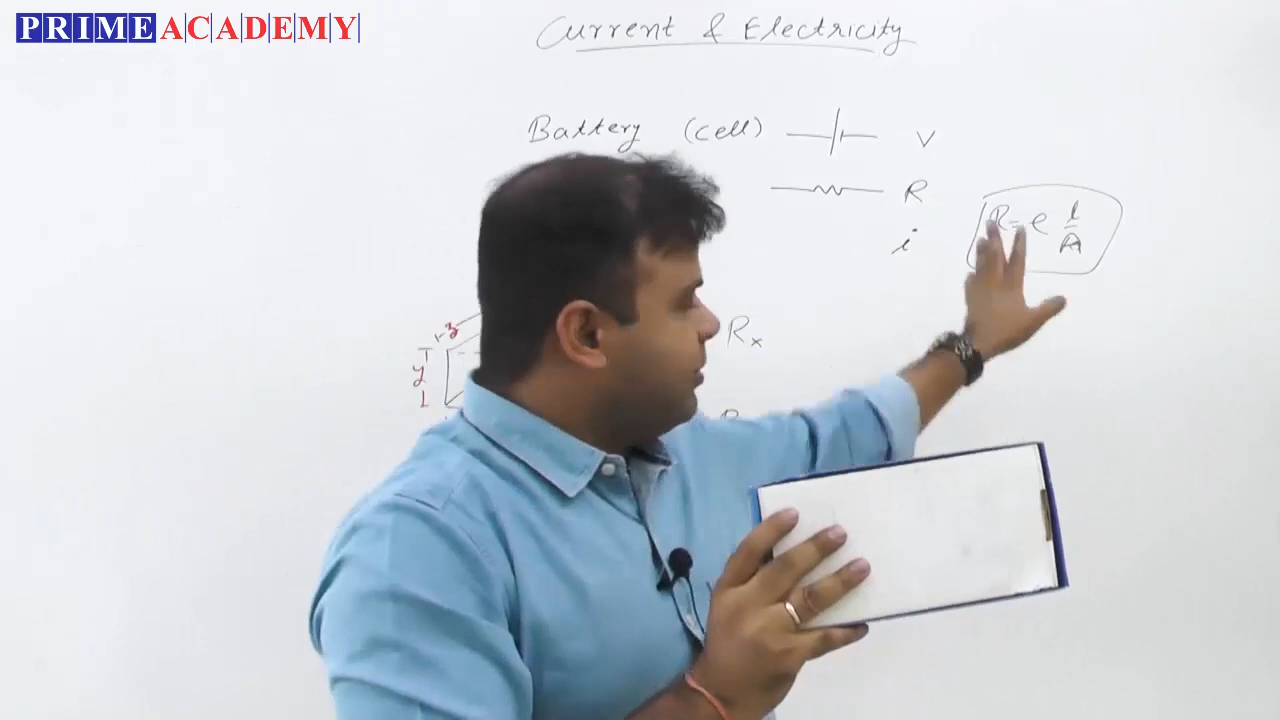 PRIME ACADEMY
Current & Electricity
Battery (cell) V
R
R = ρ l/A
i
x z
Rx
y